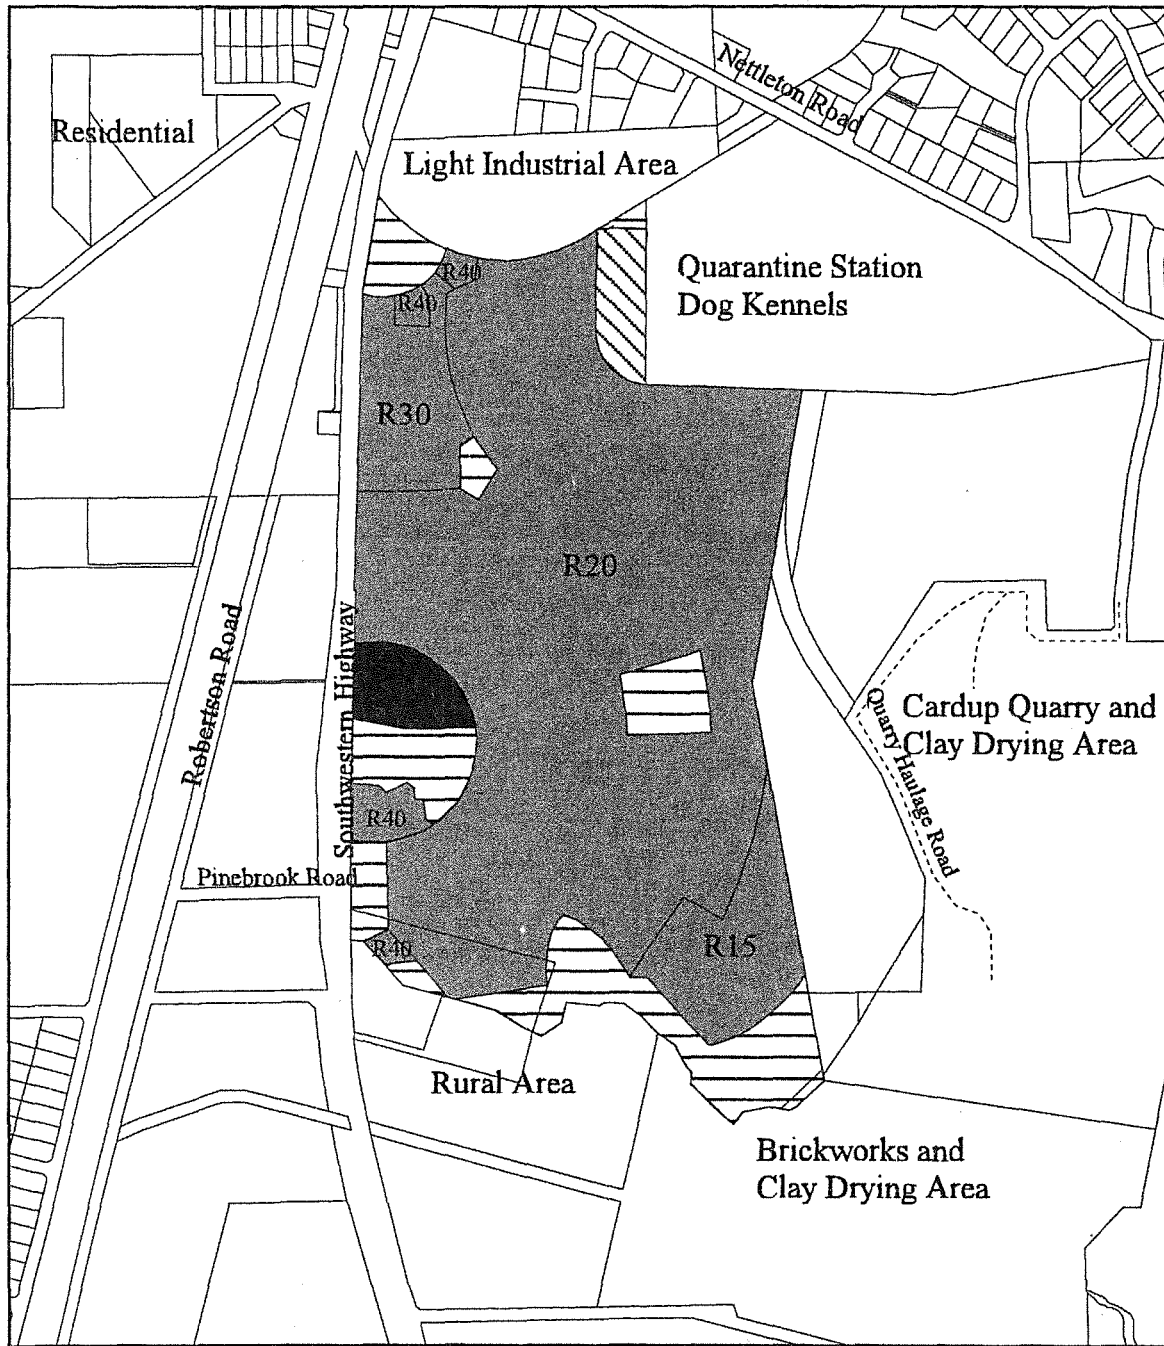 Nettleton Road
Residential
Light Industrial Area
Quarantine Station
Dog Kennels
R40
R40
R30
R20
Robertson Road
Southwestern Highway
Quarry Haulage Road
Cardup Quarry and
Clay Drying Area
R40
Pinebrook Road
R40
R15
Rural Area
Brickworks and
Clay Drying Area